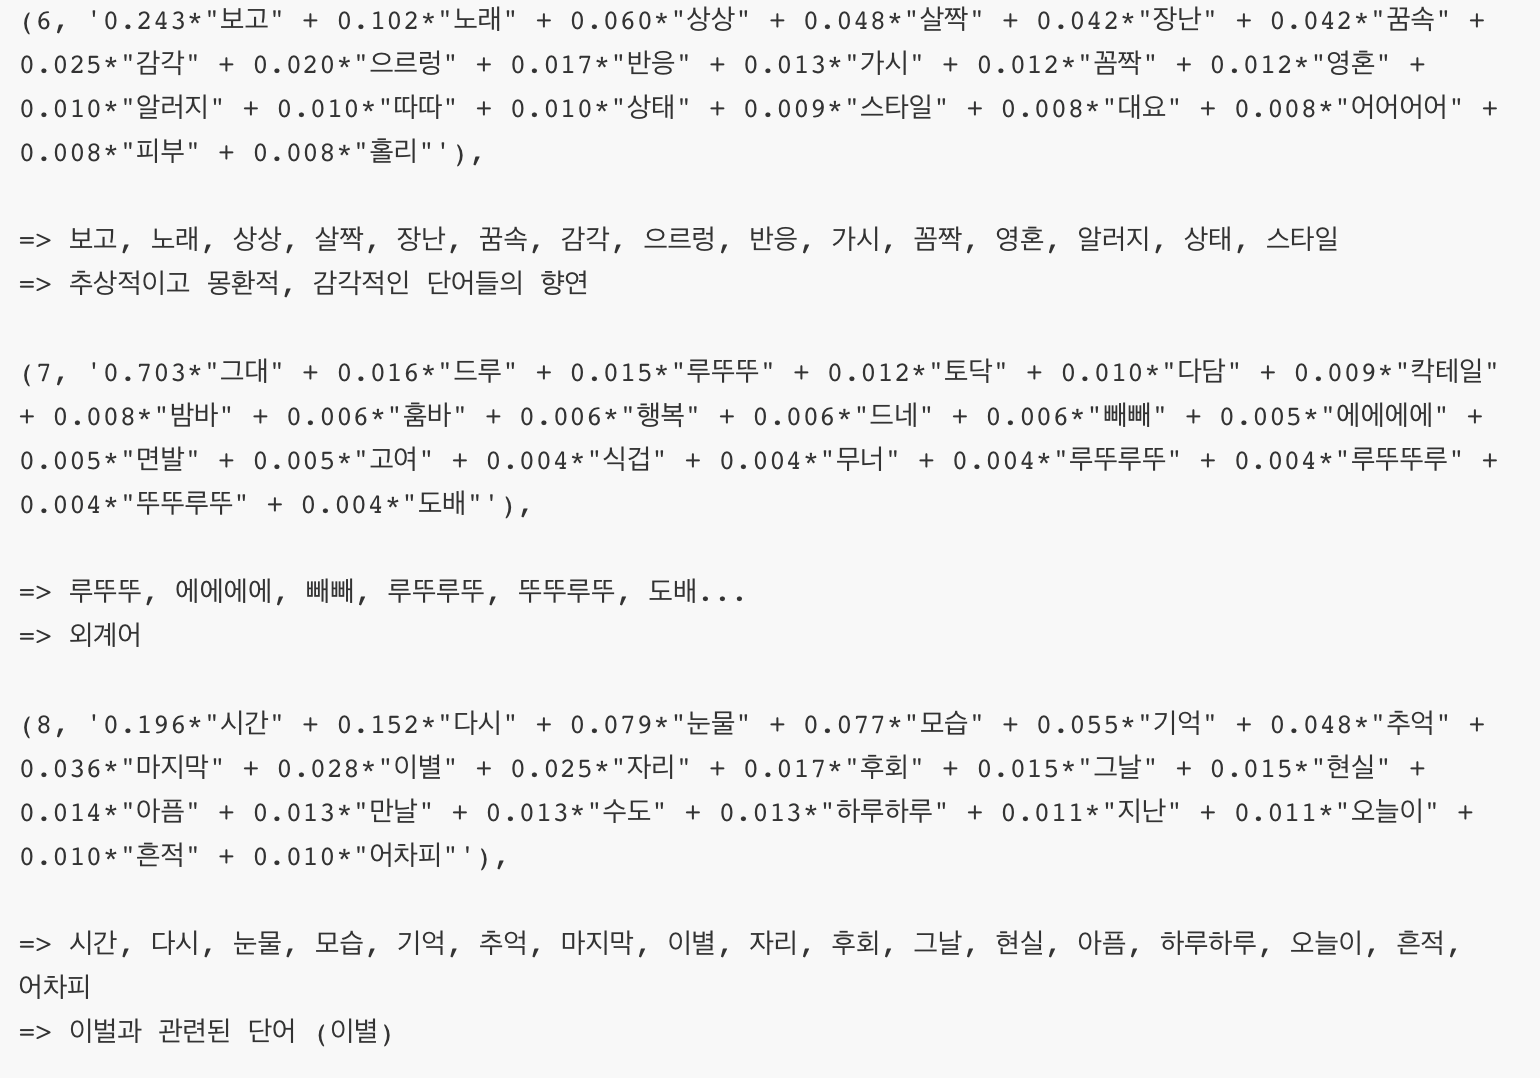 (6, '0.243*"보고" + 0.102*"노래" + 0.060*"상상" + 0.048*"살짝" + 0.042*"장난" + 0.042*"꿈속" +
0.025*"감각" + 0.020*"으르렁" + 0.017*"반응" + 0.013*"가시" + 0.012*"꼼짝" + 0.012*"영혼" +
0.010*"알러지" + 0.010*"따따" + 0.010*"상태" + 0.009*"스타일" + 0.008*"대요" + 0.008*"어어어어" +
0.008*"피부" + 0.008*"홀리"'),
=> 보고, 노래, 상상, 살짝, 장난, 꿈속, 감각, 으르렁, 반응, 가시, 꼼짝, 영혼, 알러지, 상태, 스타일
=> 추상적이고 몽환적, 감각적인 단어들의 향연
(7, '0.703*"그대" + 0.016*"드루" + 0.015*"루뚜뚜" + 0.012*"토닥" + 0.010*"다담" + 0.009*"칵테일"
+ 0.008*"밤바" + 0.006*"훔바" + 0.006*"행복" + 0.006*"드네" + 0.006*"빼빼" + 0.005*"에에에에" +
0.005*"면발" + 0.005*"고여" + 0.004*"식겁" + 0.004*"무너" + 0.004*"루뚜루뚜" + 0.004*"루뚜뚜루" +
0.004*"뚜뚜루뚜" + 0.004*"도배"'),
=> 루뚜뚜, 에에에에, 빼빼, 루뚜루뚜, 뚜뚜루뚜, 도배...
=> 외계어
(8, '0.196*"시간" + 0.152*"다시" + 0.079*"눈물" + 0.077*"모습" + 0.055*"기억" + 0.048*"추억" +
0.036*"마지막" + 0.028*"이별" + 0.025*"자리" + 0.017*"후회" + 0.015*"그날" + 0.015*"현실" +
0.014*"아픔" + 0.013*"만날" + 0.013*"수도" + 0.013*"하루하루" + 0.011*"지난" + 0.011*"오늘이" +
0.010*"흔적" + 0.010*"어차피"'),
=> 시간, 다시, 눈물, 모습, 기억, 추억, 마지막, 이별, 자리, 후회, 그날, 현실, 아픔, 하루하루, 오늘이, 흔적,
어차피
=> 이벌과 관련된 단어 (이별)